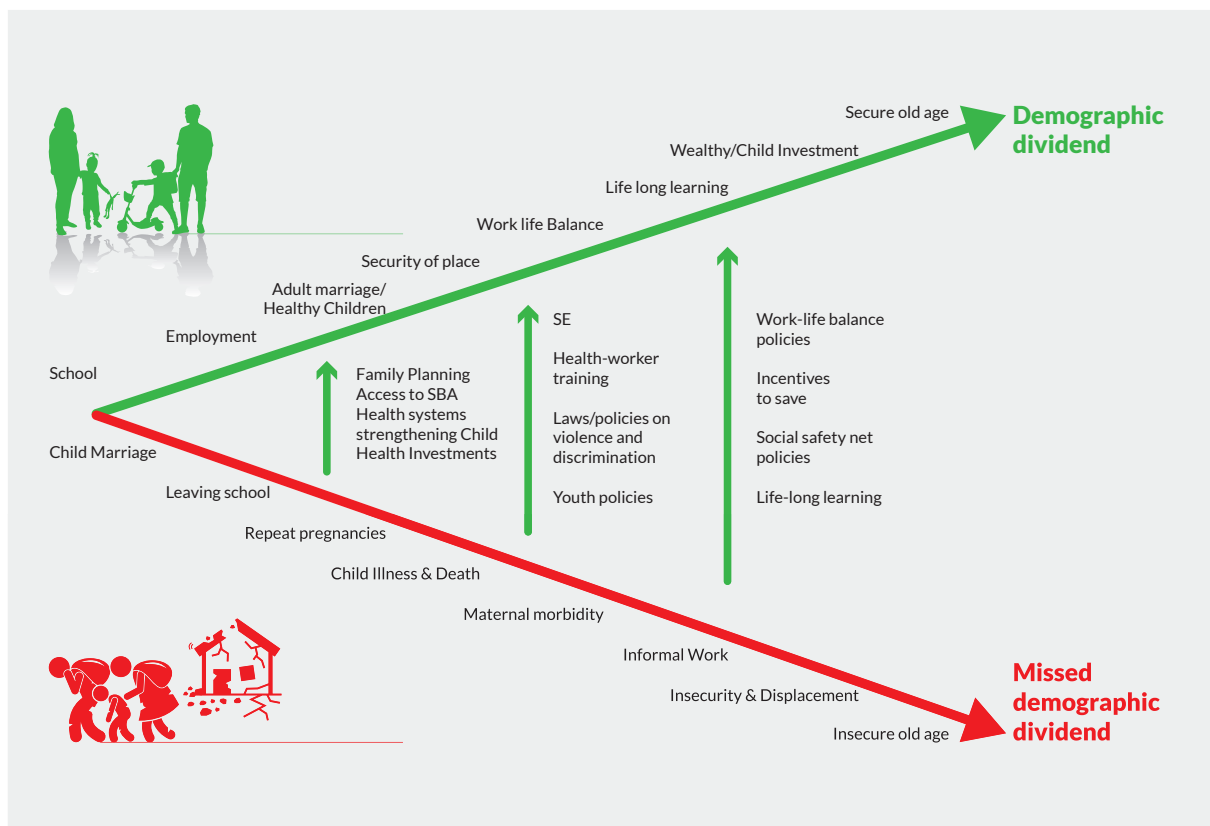 Secure old age
Demographic
dividend
Wealthy/Child Investment
Life long learning
Work life Balance
Security of place
Adult marriage/
Healthy Children
Employment
School
Family Planning
Access to SBA
Health systems
strengthening Child
Health Investments
SE
Health-worker
training
Laws/policies on
violence and
discrimination
Youth policies
Work-life balance
policies
Incentives
to save
Social safety net
policies
Life-long learning
Child Marriage
Leaving school
Repeat pregnancies
Child Illness & Death
Maternal morbidity
Informal Work
Insecurity & Displacement
Insecure old age
Missed
demographic
dividend